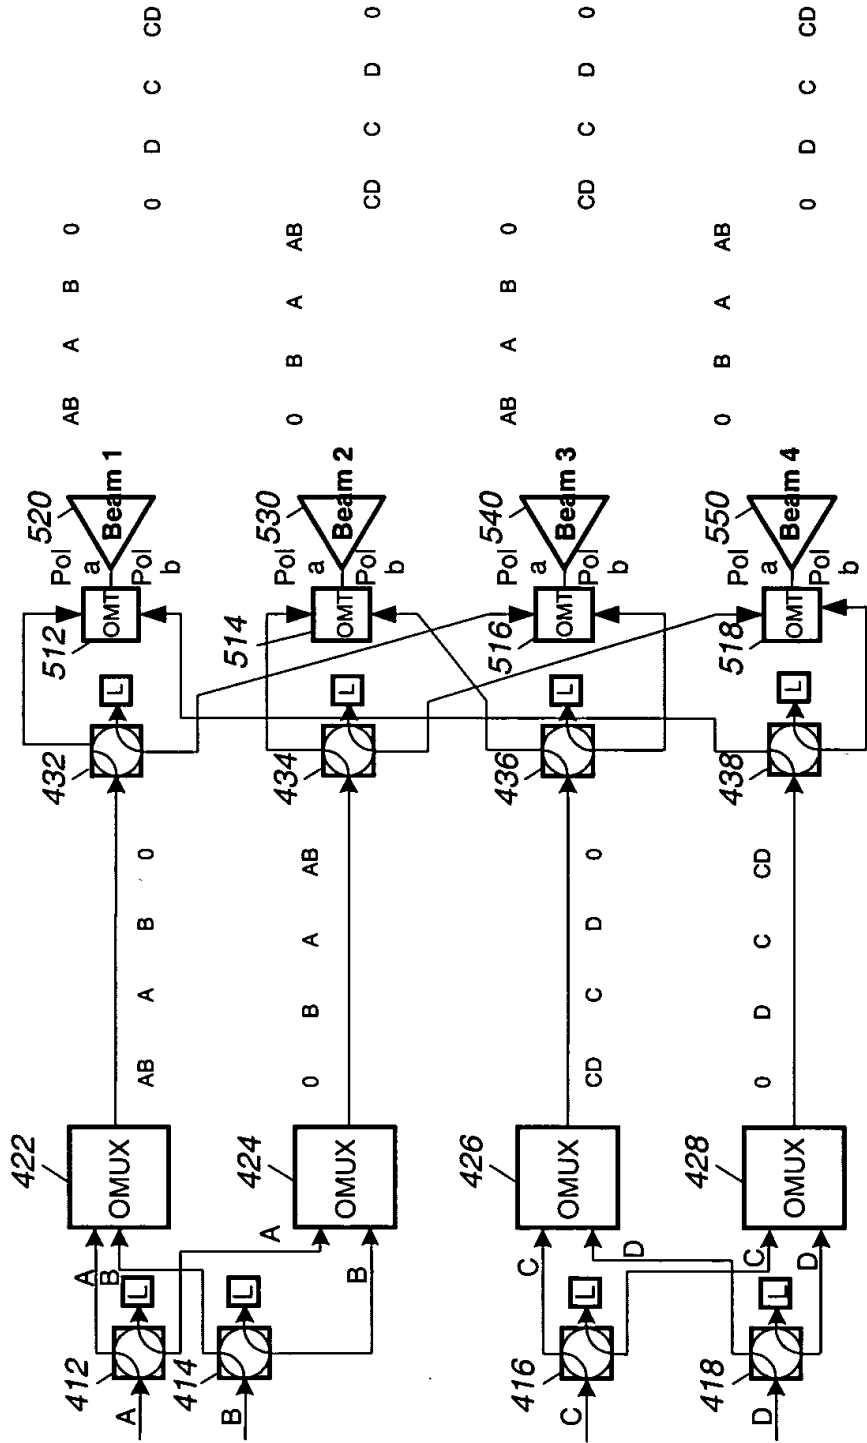 A
412
L
A
B
422
OMUX
AB A B 0
432
L
512
OMT
Pol
a
Pol
b
520
Beam 1
AB A B 0
0 D C CD
B
414
L
A
B
424
OMUX
0 B A AB
434
L
514
OMT
Pol
a
Pol
b
530
Beam 2
0 B A AB
CD C D 0
C
416
L
C
D
426
OMUX
CD C D 0
436
L
516
OMT
Pol
a
Pol
b
540
Beam 3
AB A B 0
CD C D 0
D
418
L
C
D
428
OMUX
0 D C CD
438
L
518
OMT
Pol
a
Pol
b
550
Beam 4
0 B A AB
0 D C CD